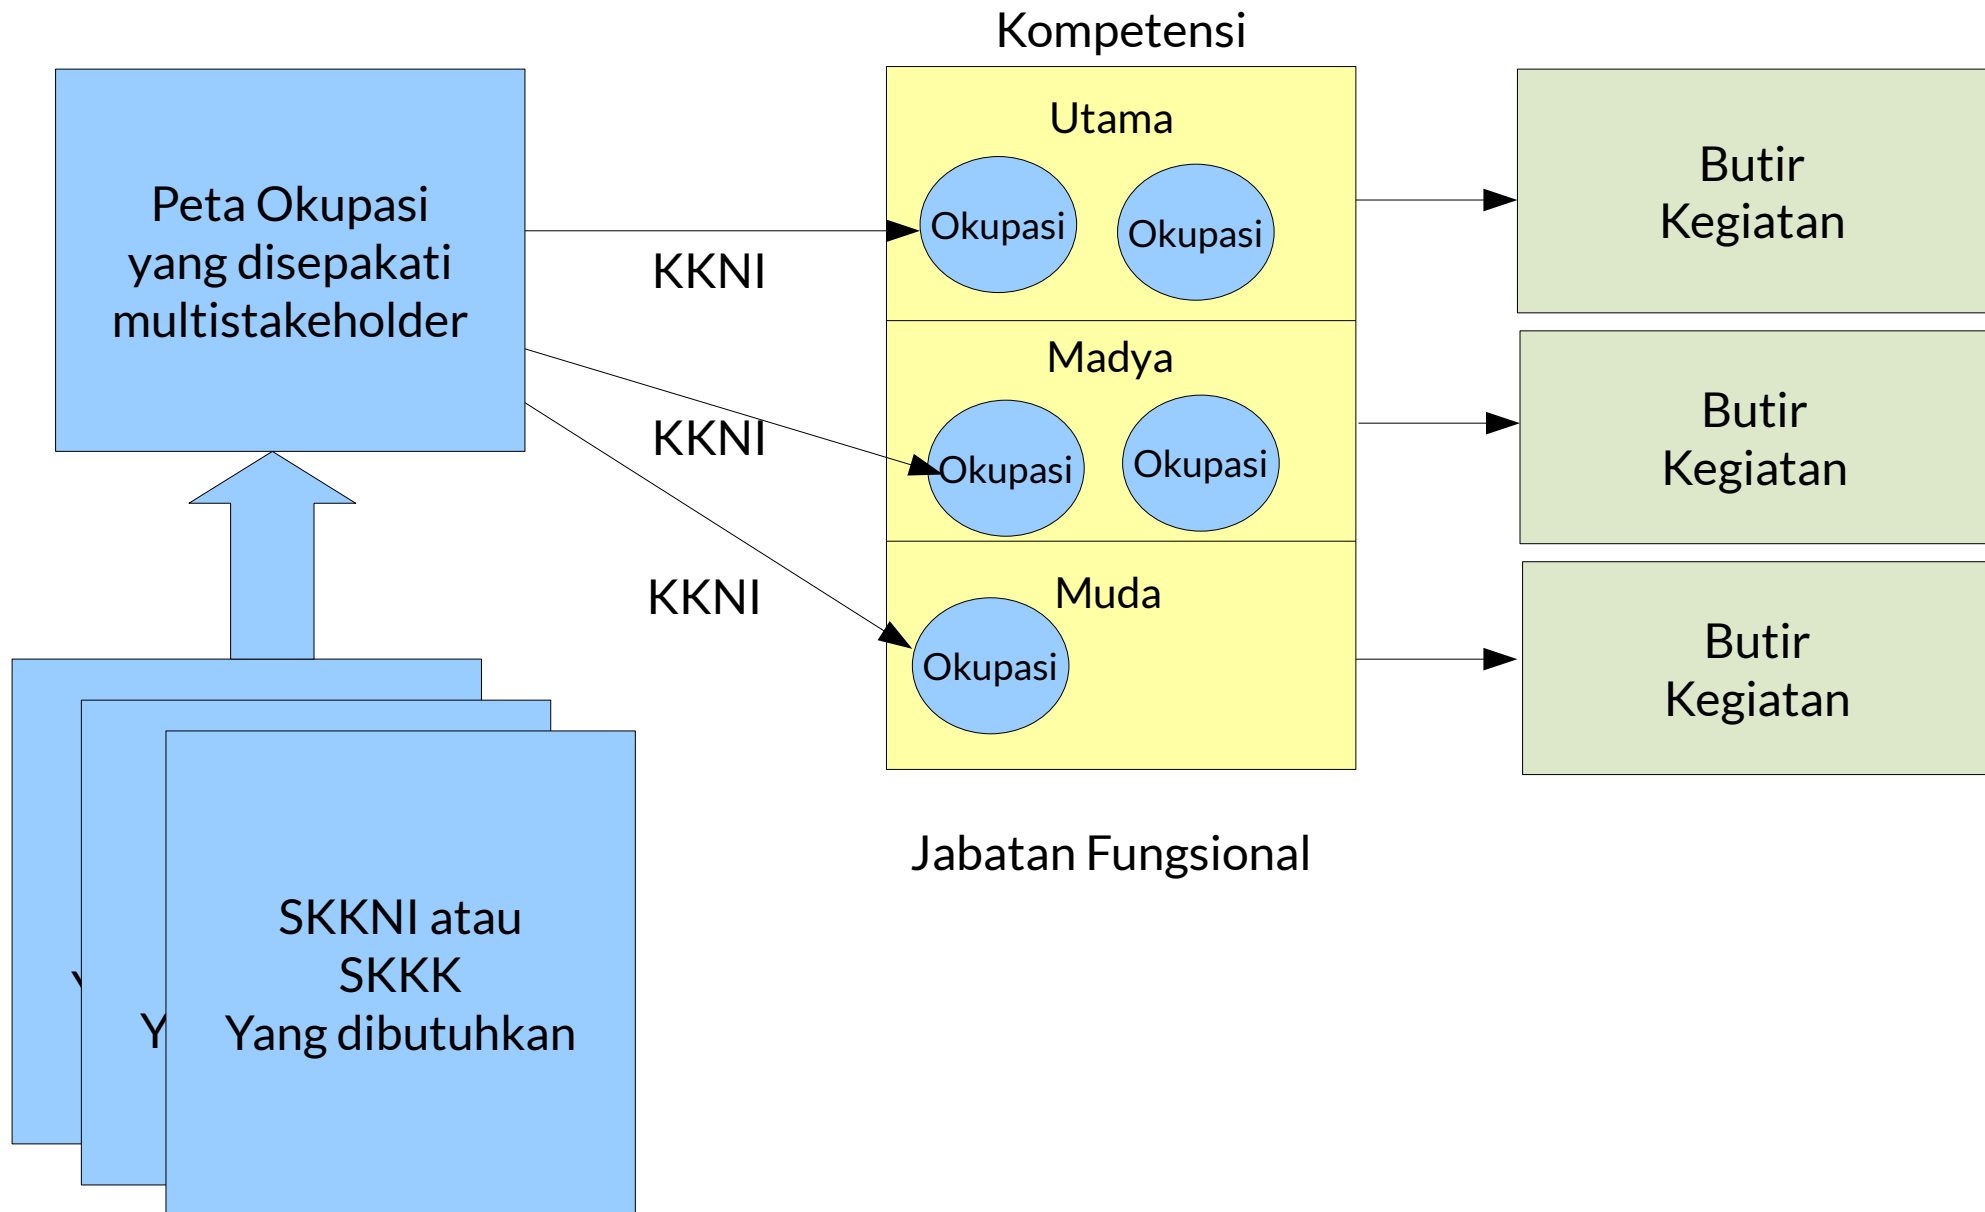 Kompetensi
Peta Okupasi
yang disepakati
multistakeholder
KKNI
KKNI
KKNI
Utama
Okupasi
Okupasi
Madya
Okupasi
Okupasi
Muda
Okupasi
Butir
Kegiatan
Butir
Kegiatan
Butir
Kegiatan
Jabatan Fungsional
SKKNI atau
SKKK
Yang dibutuhkan